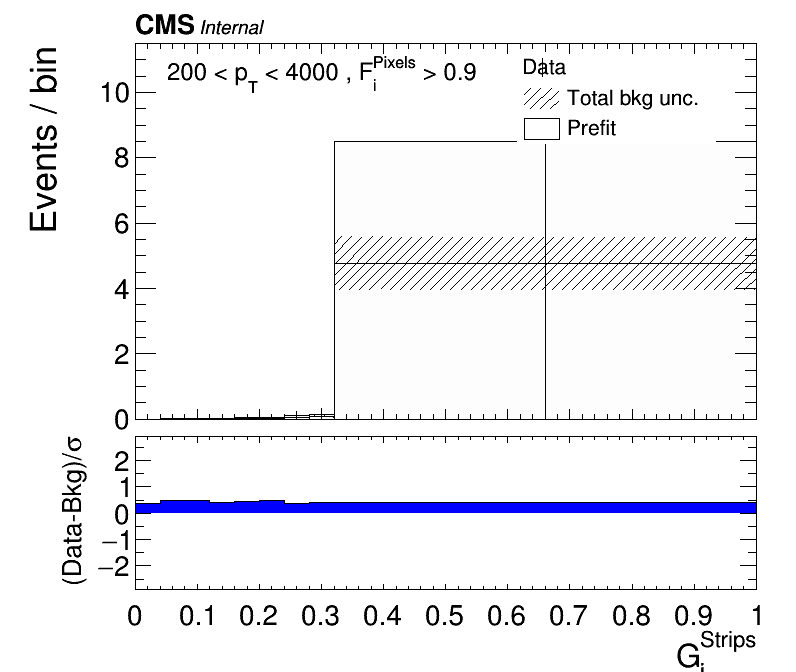 CMS Internal
200 < p_T < 4000 , F_i^Pixels > 0.9
Data
Total bkg unc.
Prefit
Events / bin
10
8
6
4
2
0
(Data-Bkg)/σ
2
1
0
−1
−2
0 0.1 0.2 0.3 0.4 0.5 0.6 0.7 0.8 0.9 1
G_i^Strips